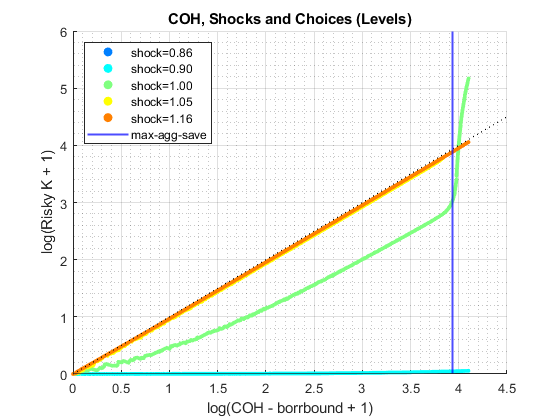 COH, Shocks and Choices (Levels)
shock=0.86
shock=0.90
shock=1.00
shock=1.05
shock=1.16
max-agg-save
log(Risky K + 1)
6
5
4
3
2
1
0
0
0.5
1
1.5
2
2.5
3
3.5
4
4.5
log(COH - borrbound + 1)